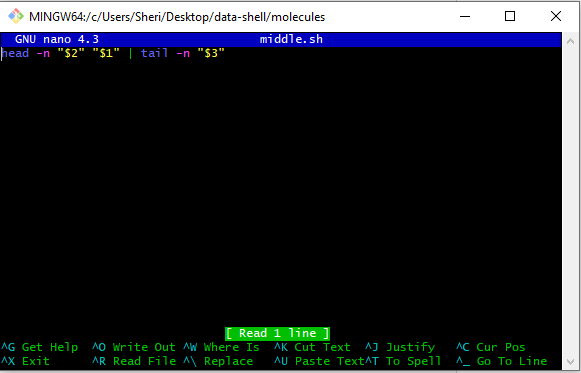 MINGW64:/c/Users/Sheri/Desktop/data-shell/molecules
GNU nano 4.3 middle.sh
head -n "$2" "$1" | tail -n "$3"
[ Read 1 line ]
^G Get Help ^O Write Out ^W Where Is ^K Cut Text ^J Justify ^C Cur Pos
^X Exit ^R Read File ^\ Replace ^U Paste Text^T To Spell ^_ Go To Line